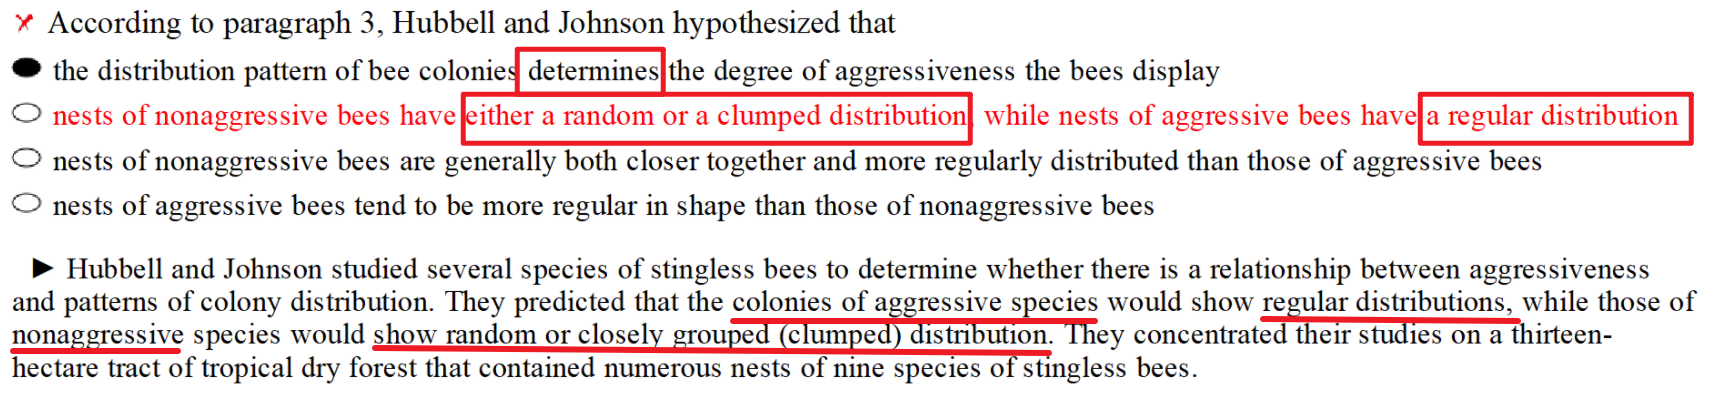 According to paragraph 3, Hubbell and Johnson hypothesized that
the distribution pattern of bee colonies determines the degree of aggressiveness the bees display
nests of nonaggressive bees have either a random or a clumped distribution, while nests of aggressive bees have a regular distribution
nests of nonaggressive bees are generally both closer together and more regularly distributed than those of aggressive bees
nests of aggressive bees tend to be more regular in shape than those of nonaggressive bees
► Hubbell and Johnson studied several species of stingless bees to determine whether there is a relationship between aggressiveness
and patterns of colony distribution. They predicted that the colonies of aggressive species would show regular distributions, while those of
nonaggressive species would show random or closely grouped (clumped) distribution. They concentrated their studies on a thirteen-
hectare tract of tropical dry forest that contained numerous nests of nine species of stingless bees.